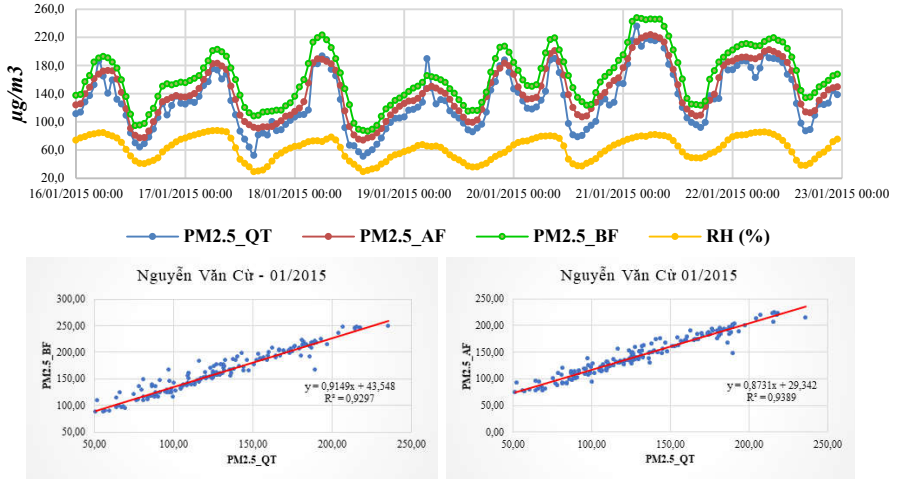 260,0
220,0
180,0
140,0
100,0
60,0
20,0
µg/m3
16/01/2015 00:00 17/01/2015 00:00 18/01/2015 00:00 19/01/2015 00:00 20/01/2015 00:00 21/01/2015 00:00 22/01/2015 00:00 23/01/2015 00:00
PM2.5_QT PM2.5_AF PM2.5_BF RH (%)
Nguyễn Văn Cừ - 01/2015
300,00
250,00
200,00
150,00
100,00
50,00
PM2.5_BF
y = 0,9149x + 43,548
R² = 0,9297
50,00 100,00 150,00 200,00 250,00
PM2.5_QT
Nguyễn Văn Cừ 01/2015
250,00
200,00
150,00
100,00
50,00
0,00
PM2.5_AF
y = 0,8731x + 29,342
R² = 0,9389
50,00 100,00 150,00 200,00 250,00
PM2.5_QT